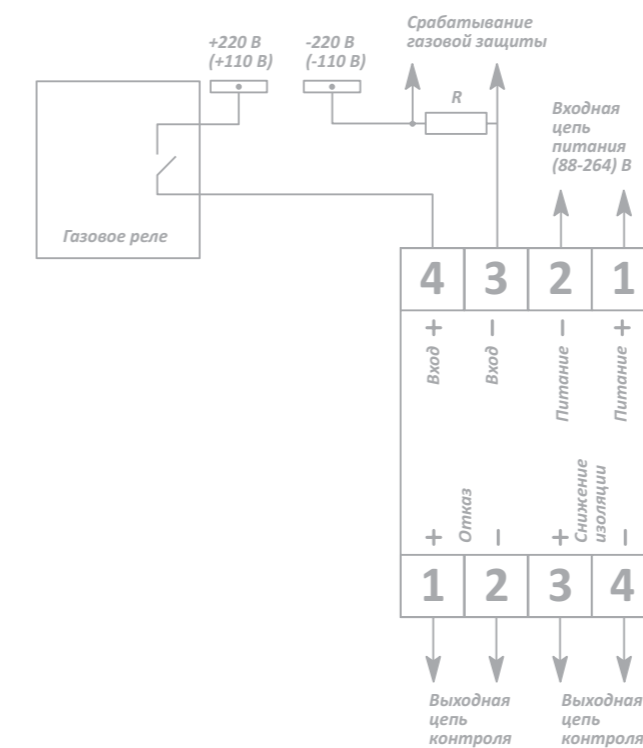 Срабатывание
газовой защиты
+220 В
(+110 В)
-220 В
(-110 В)
R
Входная
цепь
питания
(88-264) В
Газовое реле
4 3 2 1
+ − − +
Вход
Вход
Питание
Питание
Отказ
Снижение
изоляции
+ − + −
1 2 3 4
Выходная
цепь
контроля
Выходная
цепь
контроля